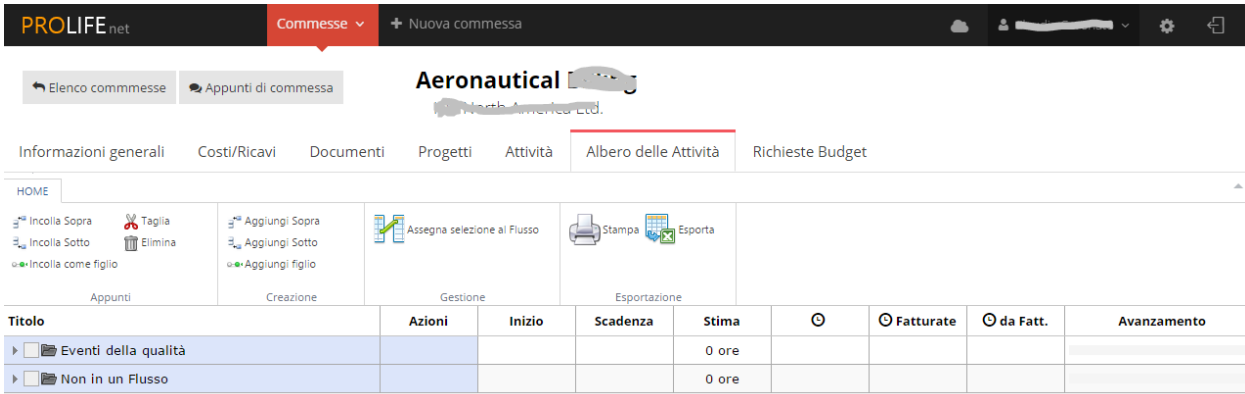 PROLIFE net Commesse Nuova commessa
Elenco commmesse Appunti di commessa Aeronautical
North America Ltd.
Informazioni generali Costi/Ricavi Documenti Progetti Attività Albero delle Attività Richieste Budget
HOME
Incolla Sopra Taglia Aggiungi Sopra Assegna selezione al Flusso Stampa Esporta
Incolla Sotto Elimina Aggiungi Sotto
Incolla come figlio Aggiungi figlio
Appunti Creazione Gestione Esportazione
Titolo Azioni Inizio Scadenza Stima Fatturate da Fatt. Avanzamento
Eventi della qualità 0 ore
Non in un Flusso 0 ore